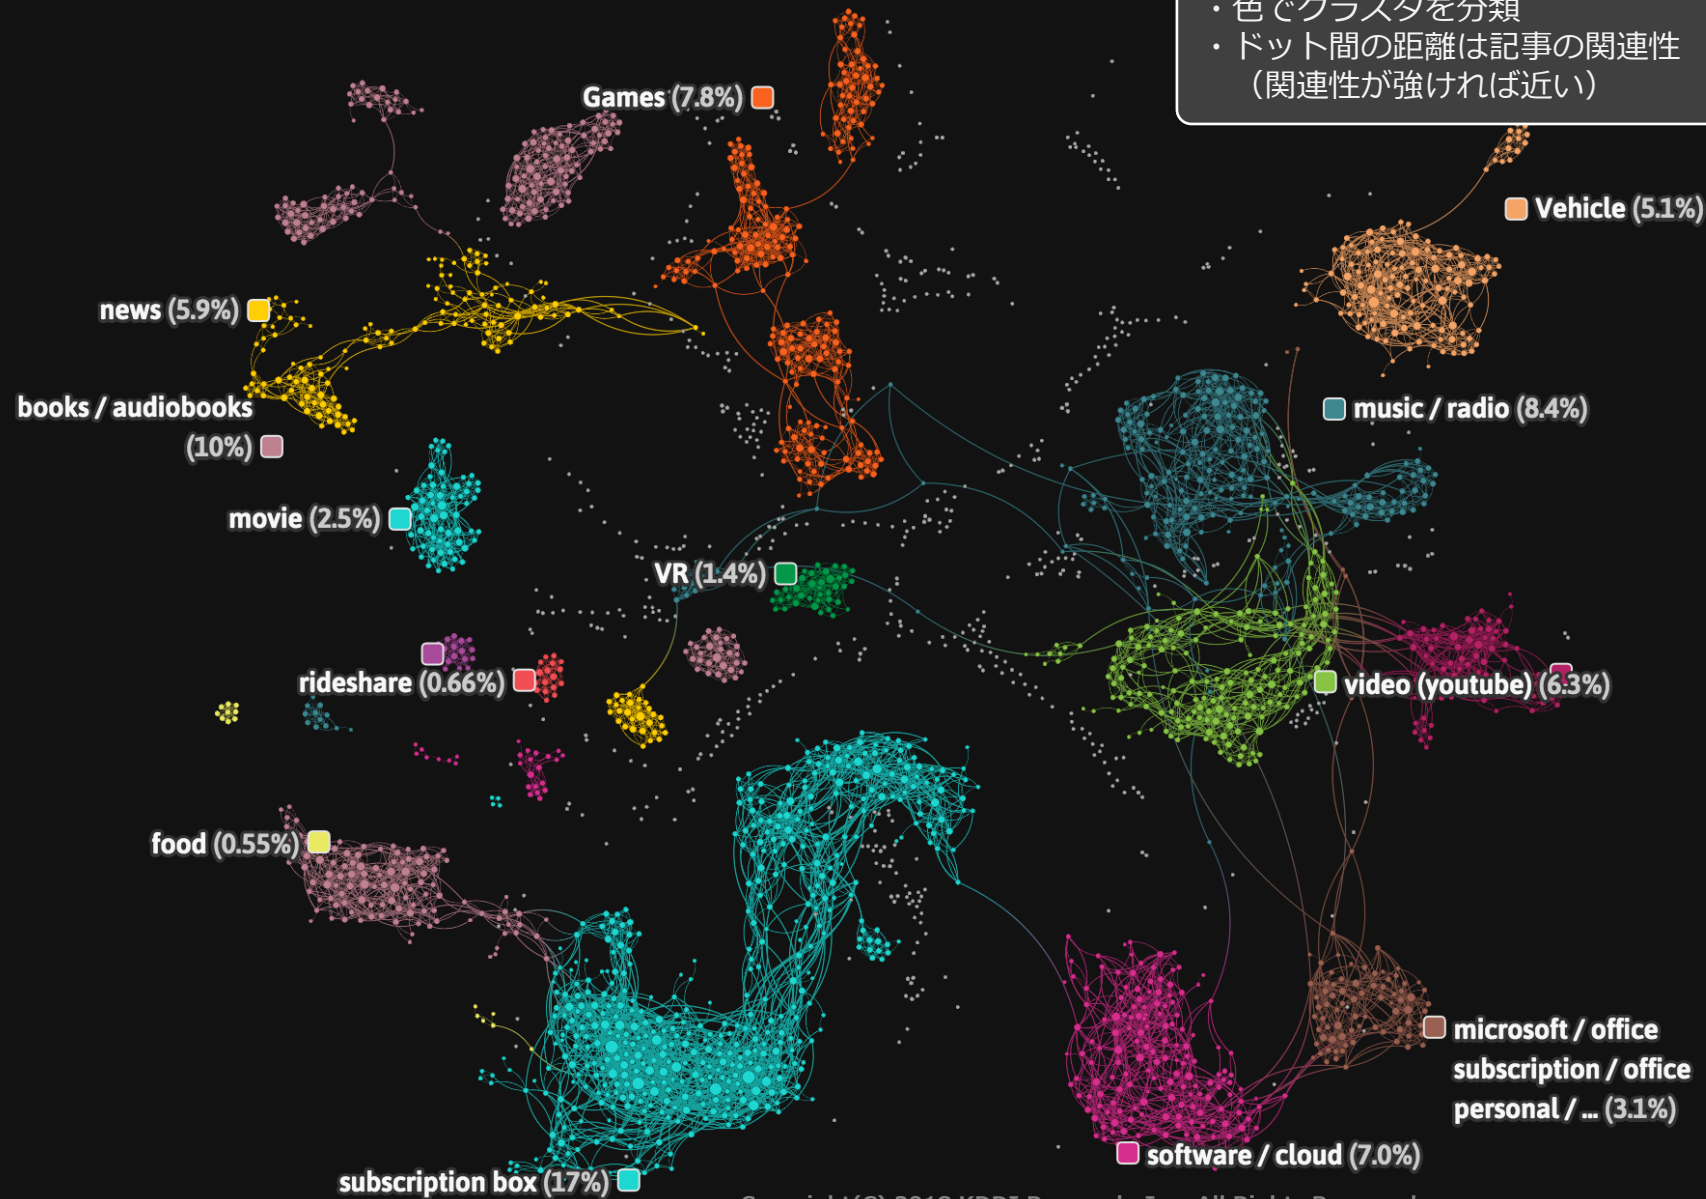 ・色でクラスタを分類
・ドット間の距離は記事の関連性
（関連性が強ければ近い）
Games (7.8%)
Vehicle (5.1%)
news (5.9%)
books / audiobooks
(10%)
music / radio (8.4%)
movie (2.5%)
VR (1.4%)
rideshare (0.66%)
video (youtube) (6.3%)
food (0.55%)
microsoft / office
subscription / office
personal / ... (3.1%)
software / cloud (7.0%)
subscription box (17%)